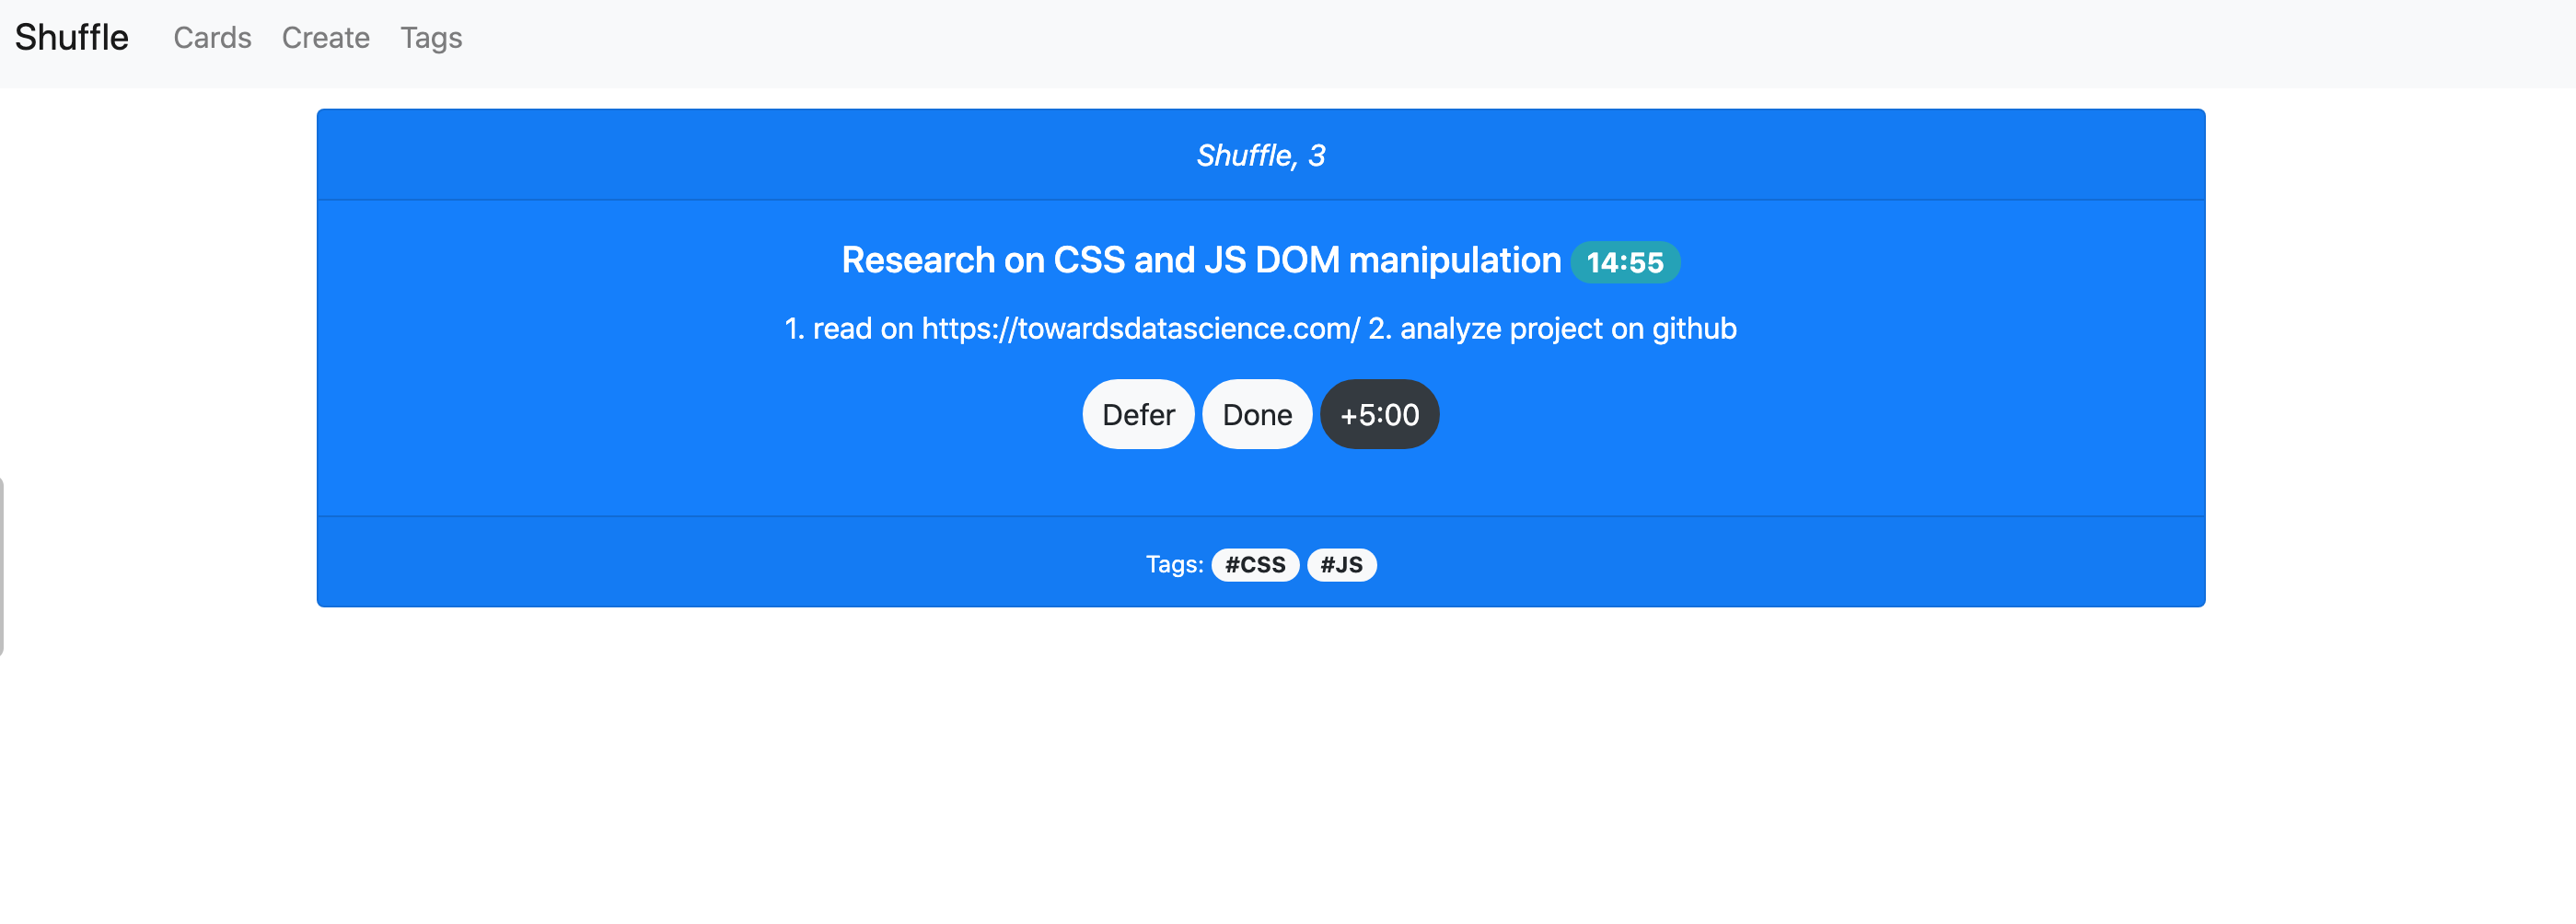 Shuffle Cards Create Tags
Shuffle, 3
Research on CSS and JS DOM manipulation 14:55
1. read on https://towardsdatascience.com/ 2. analyze project on github
Defer Done +5:00
Tags: #CSS #JS